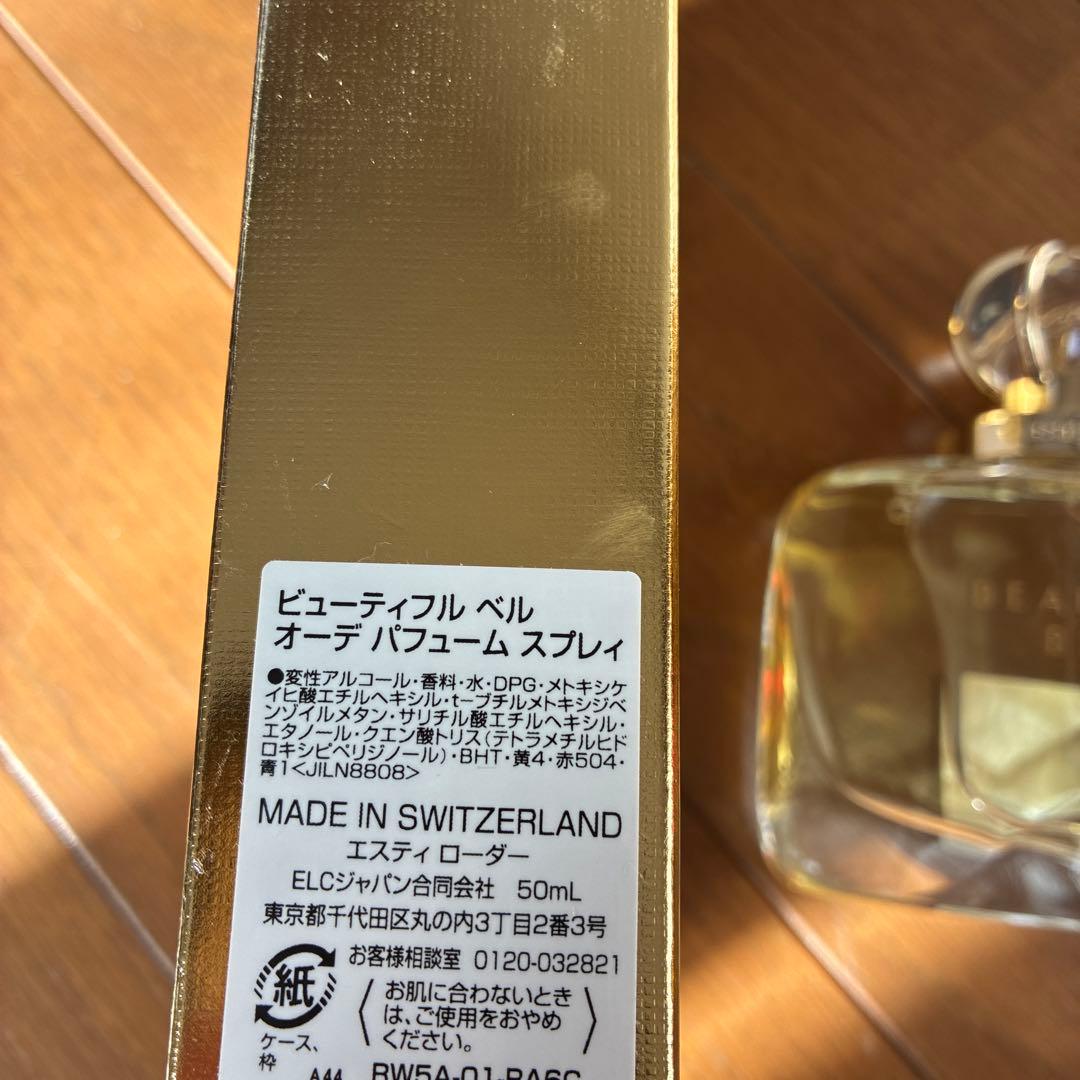 ビューティフル ベル
オーデ パフューム スプレィ
●変性アルコール・香料・水・DPG・メトキシケ
イヒ酸エチルヘキシル・t-ブチルメトキシジベ
ンゾイルメタン・サリチル酸エチルヘキシル・
エタノール・クエン酸トリス(テトラメチルヒド
ロキシピペリジノール)・BHT・黄4・赤504・
青1<JILN8808>
MADE IN SWITZERLAND
エスティ ローダー
ELCジャパン合同会社 50mL
東京都千代田区丸の内3丁目2番3号
お客様相談室 0120-032821
紙
ケース、
枠
〈お肌に合わないとき
は、ご使用をおやめ
ください。〉
A44
BEA
B